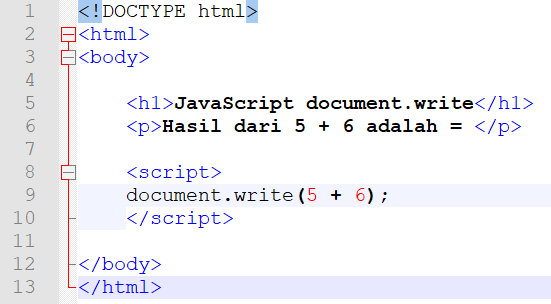 1 <!DOCTYPE html>
2 <html>
3 <body>
4
5 <h1>JavaScript document.write</h1>
6 <p>Hasil dari 5 + 6 adalah = </p>
7
8 <script>
9 document.write(5 + 6);
10 </script>
11
12 </body>
13 </html>